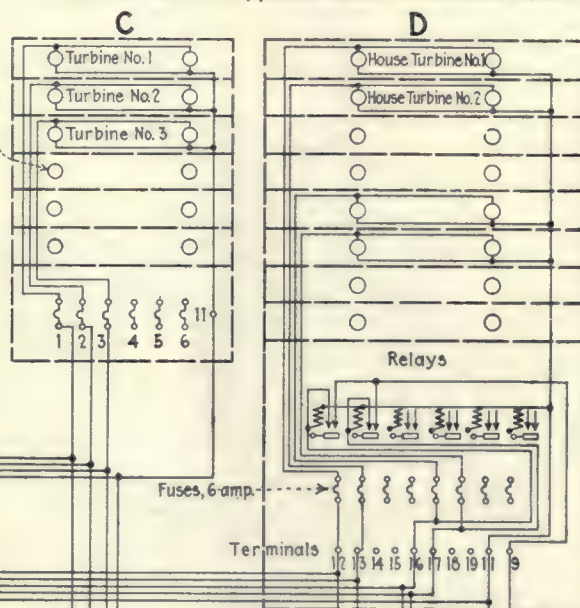 C
D
Turbine No.1
House Turbine No.1
Turbine No.2
House Turbine No.2
Turbine No.3
11
1 2 3 4 5 6
Relays
Fuses, 6-amp.
Terminals
12 13 14 15 16 17 18 19 11 9